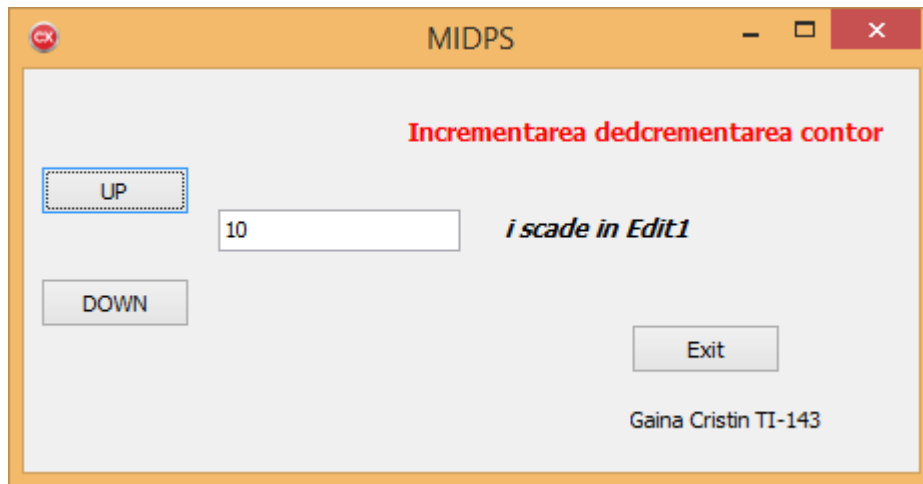 MIDPS
Incrementarea dedcrementarea contor
UP
10
i scade in Edit1
DOWN
Exit
Gaina Cristin TI-143